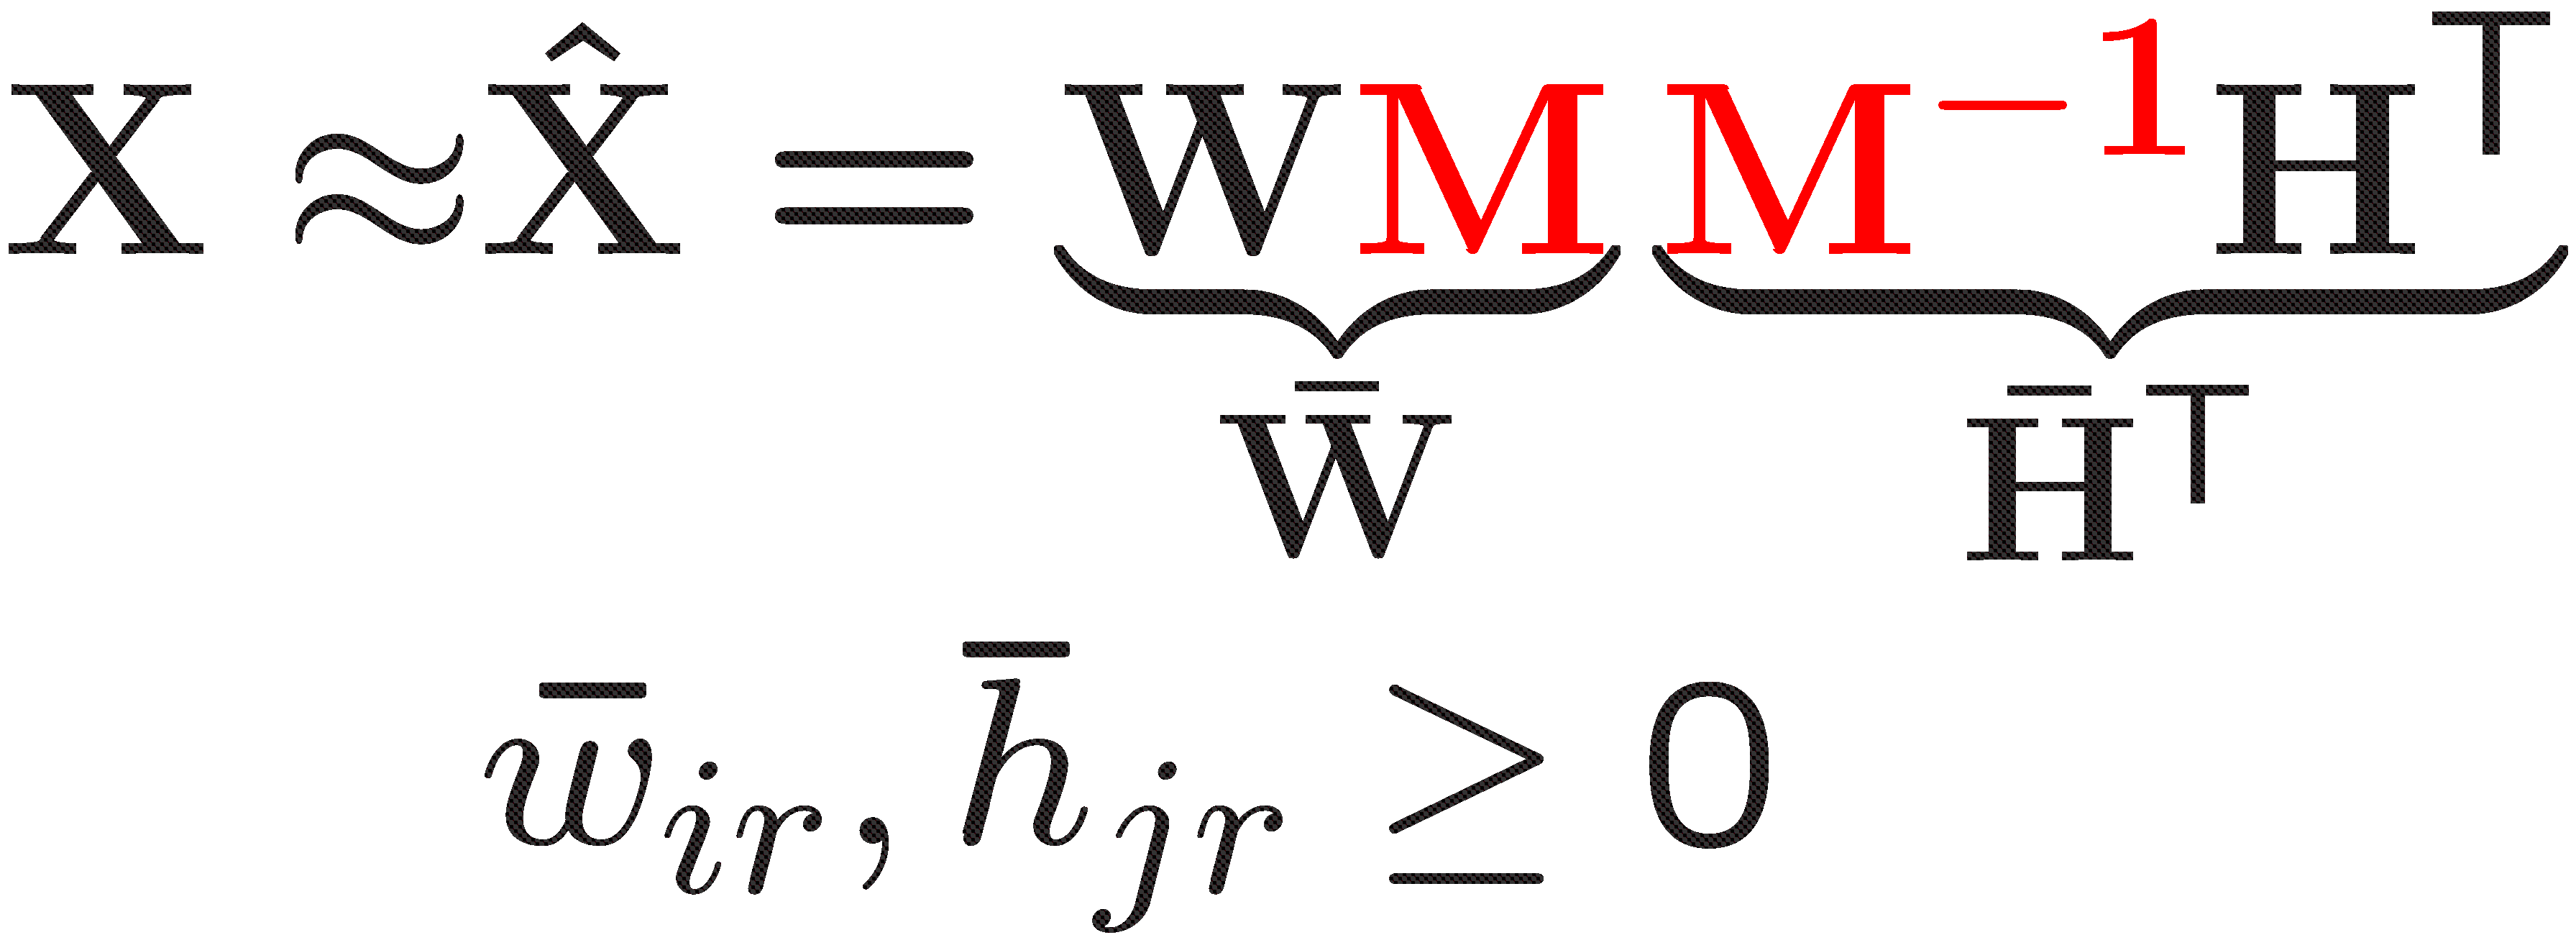 X ≈ X̂ = WM M⁻¹Hᵀ
W̄ H̄ᵀ
w̄ᵢᵣ, h̄ⱼᵣ ≥ 0